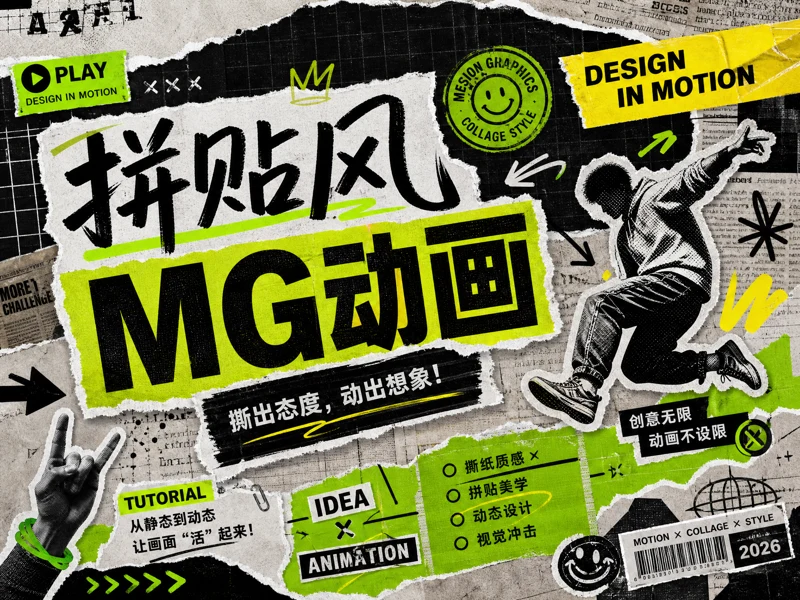 PLAY
DESIGN IN MOTION
MESION GRAPHICS
COLLAGE STYLE
DESIGN
IN MOTION
拼贴风
MG动画
撕出态度，动出想象！
MORE
CHALLENGE
创意无限
动画不设限
TUTORIAL
从静态到动态
让画面“活”起来！
IDEA
×
ANIMATION
撕纸质感 ×
拼贴美学
动态设计
视觉冲击
MOTION × COLLAGE × STYLE
2026